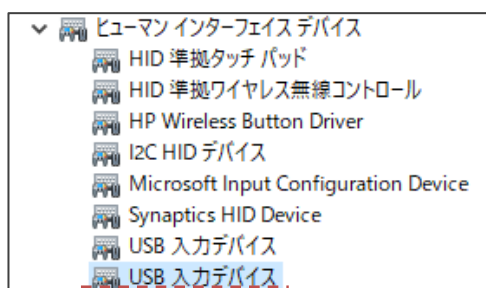 ヒューマン インターフェイス デバイス
HID 準拠タッチ パッド
HID 準拠ワイヤレス無線コントロール
HP Wireless Button Driver
I2C HID デバイス
Microsoft Input Configuration Device
Synaptics HID Device
USB 入力デバイス
USB 入力デバイス